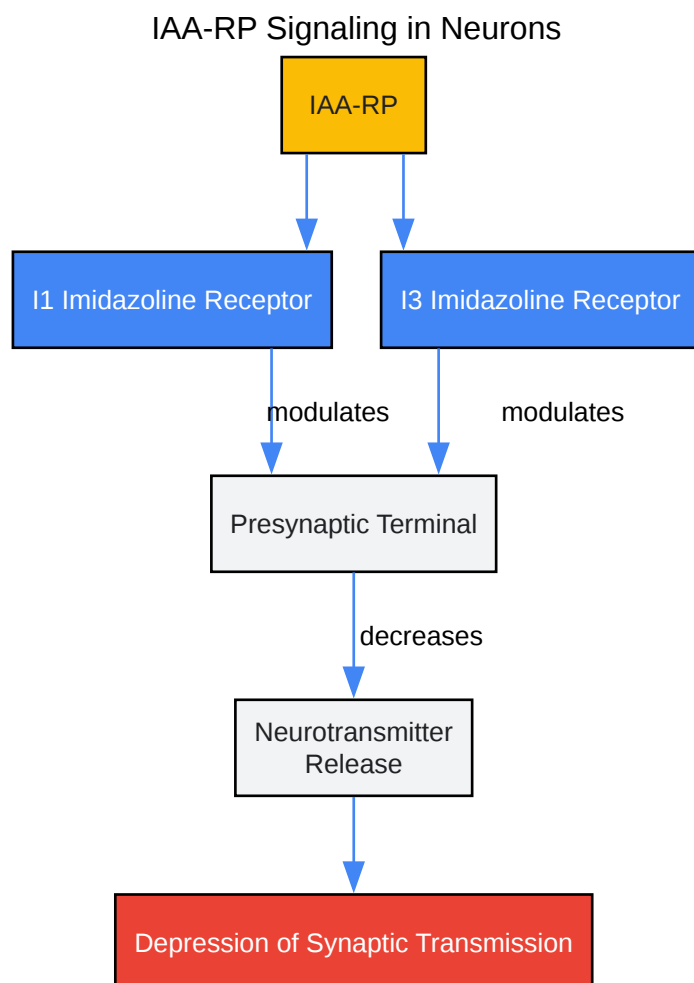 IAA-RP Signaling in Neurons
IAA-RP
I1 Imidazoline Receptor
I3 Imidazoline Receptor
modulates
modulates
Presynaptic Terminal
decreases
Neurotransmitter
Release
Depression of Synaptic Transmission